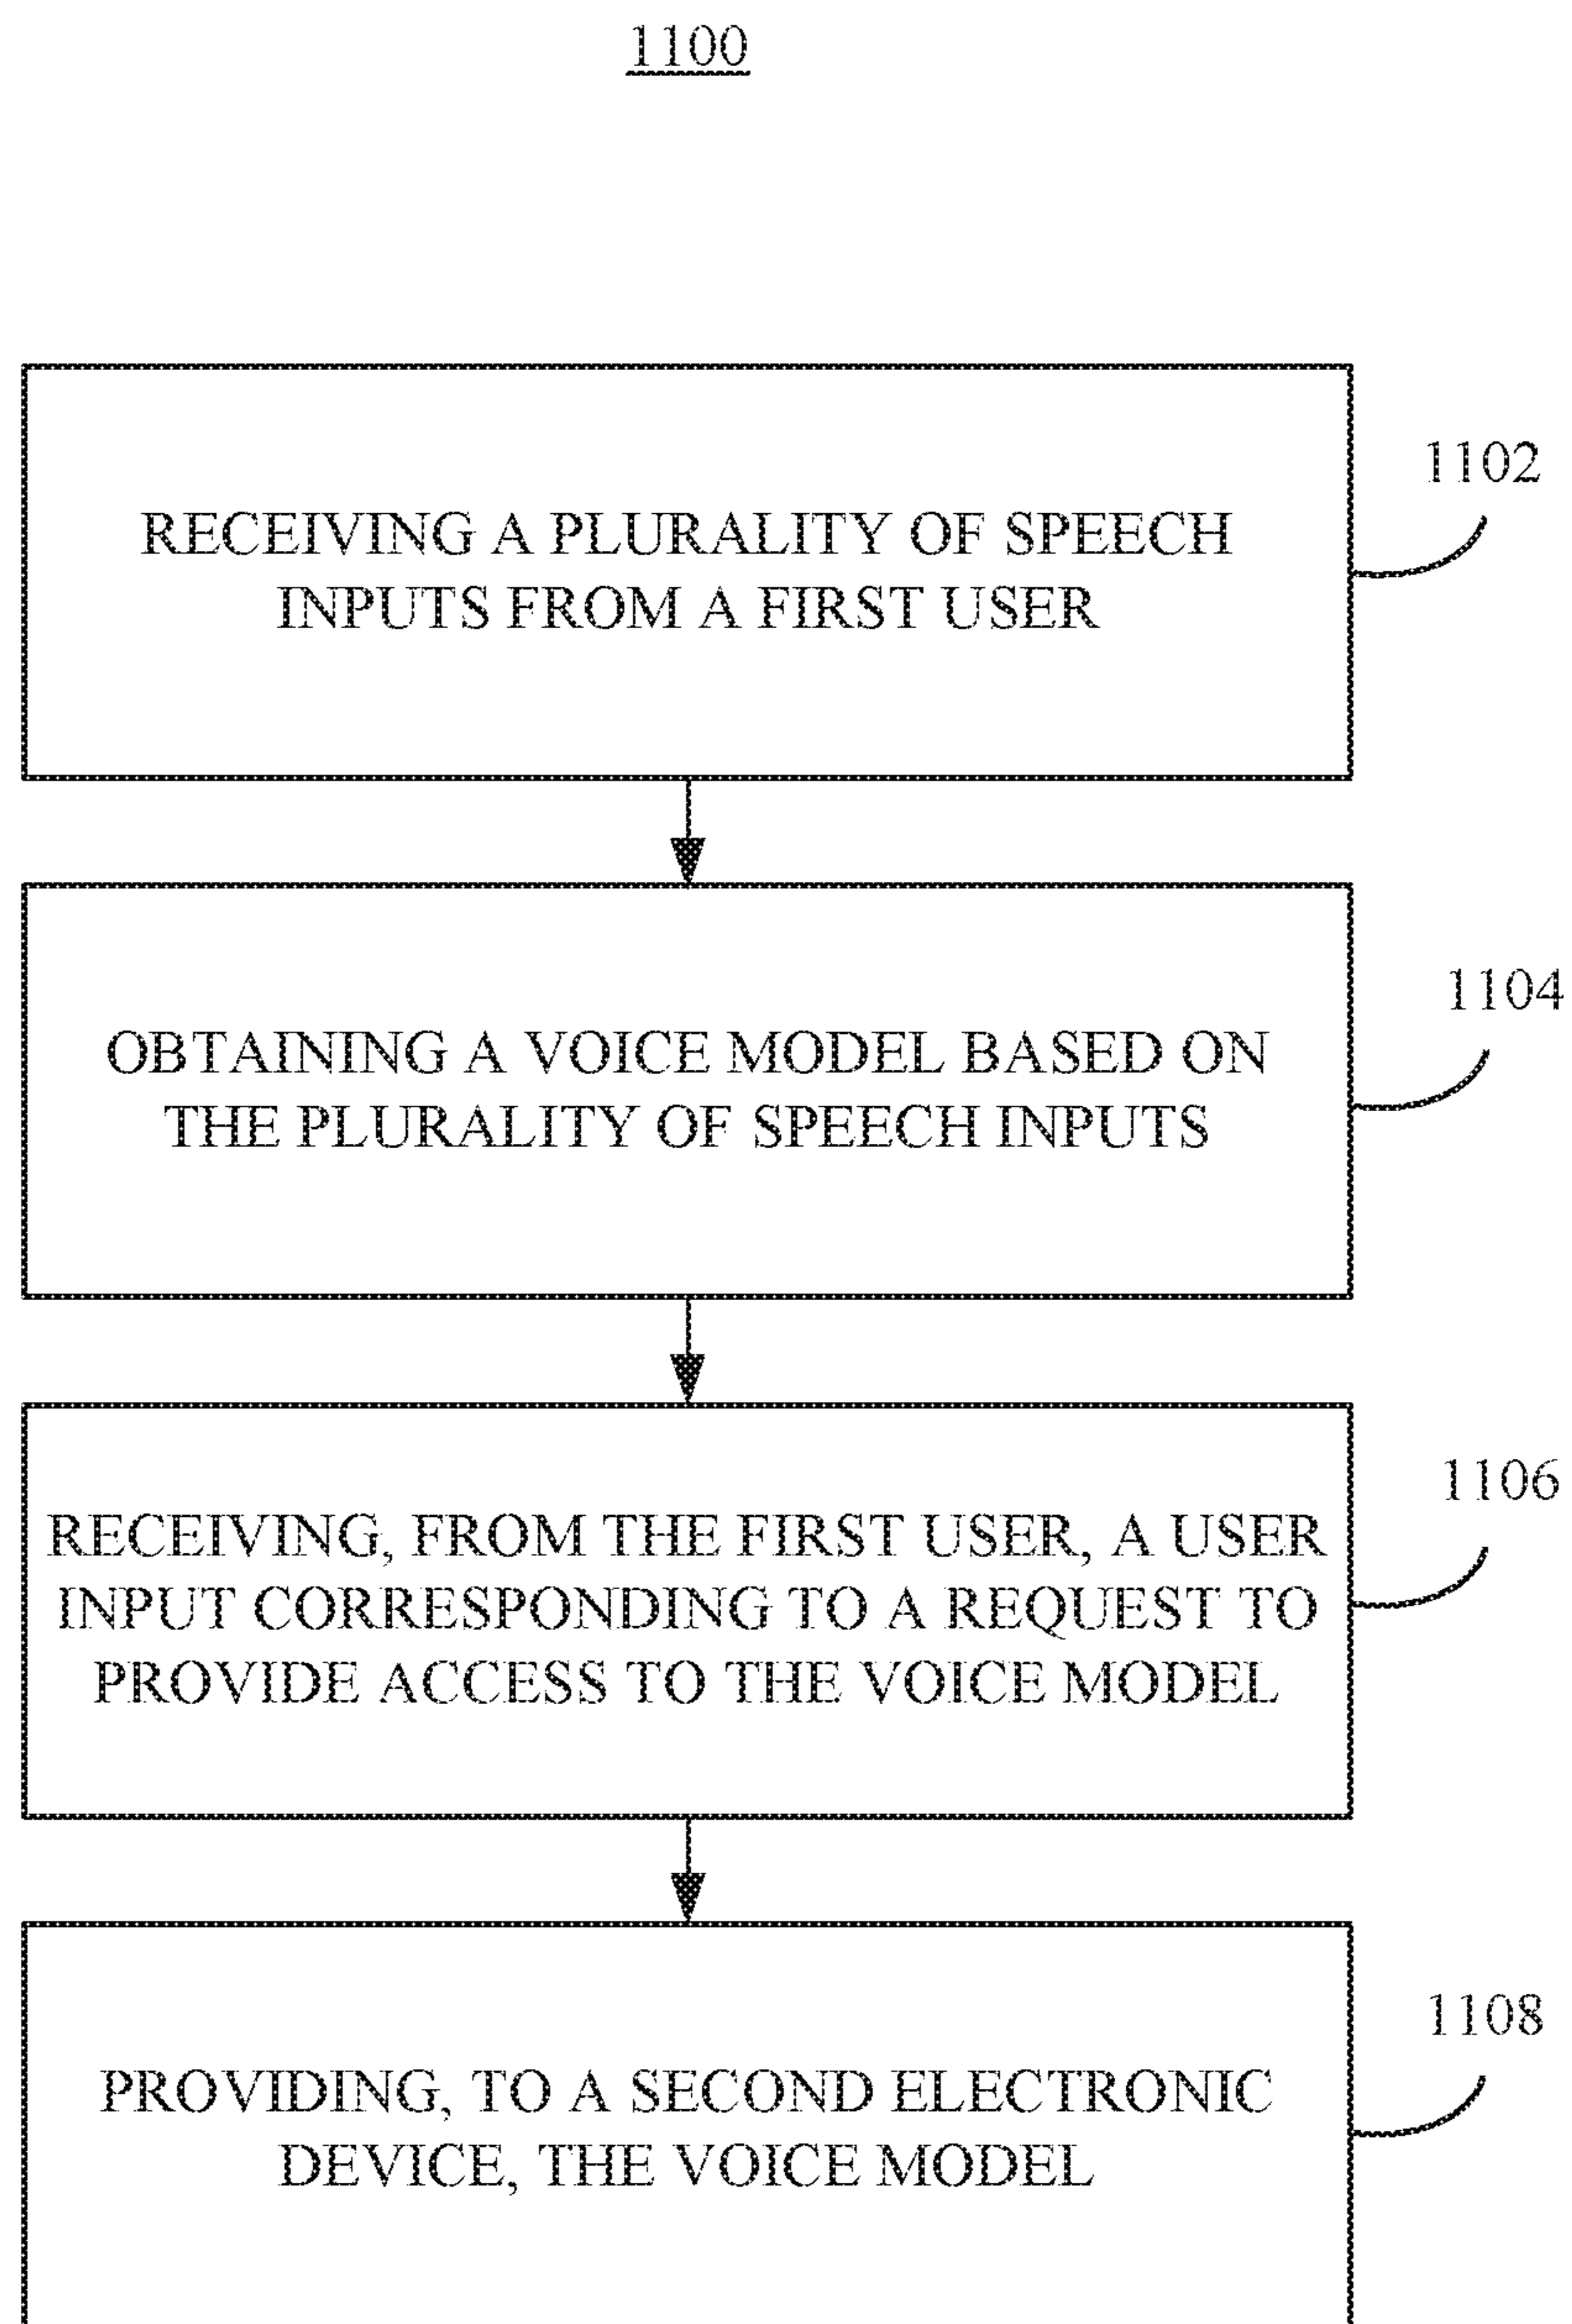 1100
1102
RECEIVING A PLURALITY OF SPEECH
INPUTS FROM A FIRST USER
1104
OBTAINING A VOICE MODEL BASED ON
THE PLURALITY OF SPEECH INPUTS
1106
RECEIVING, FROM THE FIRST USER, A USER
INPUT CORRESPONDING TO A REQUEST TO
PROVIDE ACCESS TO THE VOICE MODEL
1108
PROVIDING, TO A SECOND ELECTRONIC
DEVICE, THE VOICE MODEL